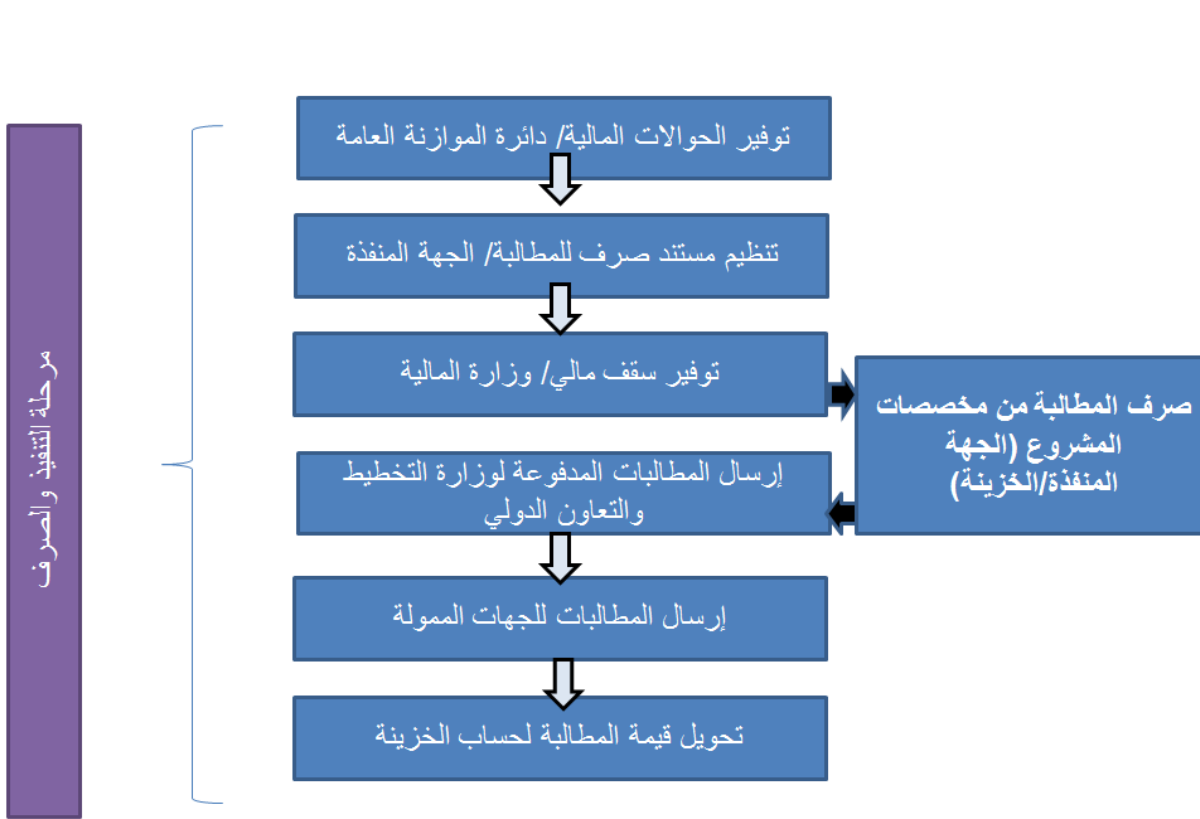 مرحلة التنفيذ والصرف
توفير الحوالات المالية/ دائرة الموازنة العامة
تنظيم مستند صرف للمطالبة/ الجهة المنفذة
توفير سقف مالي/ وزارة المالية
صرف المطالبة من مخصصات
المشروع (الجهة
المنفذة/الخزينة)
إرسال المطالبات المدفوعة لوزارة التخطيط
والتعاون الدولي
إرسال المطالبات للجهات الممولة
تحويل قيمة المطالبة لحساب الخزينة